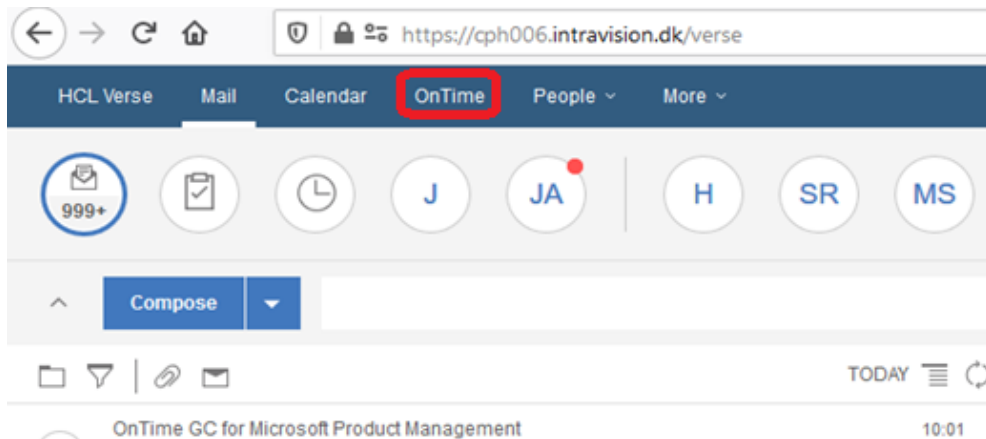 https://cph006.intravision.dk/verse
HCL Verse Mail Calendar OnTime People More
999+ J JA H SR MS
Compose
TODAY
OnTime GC for Microsoft Product Management 10:01